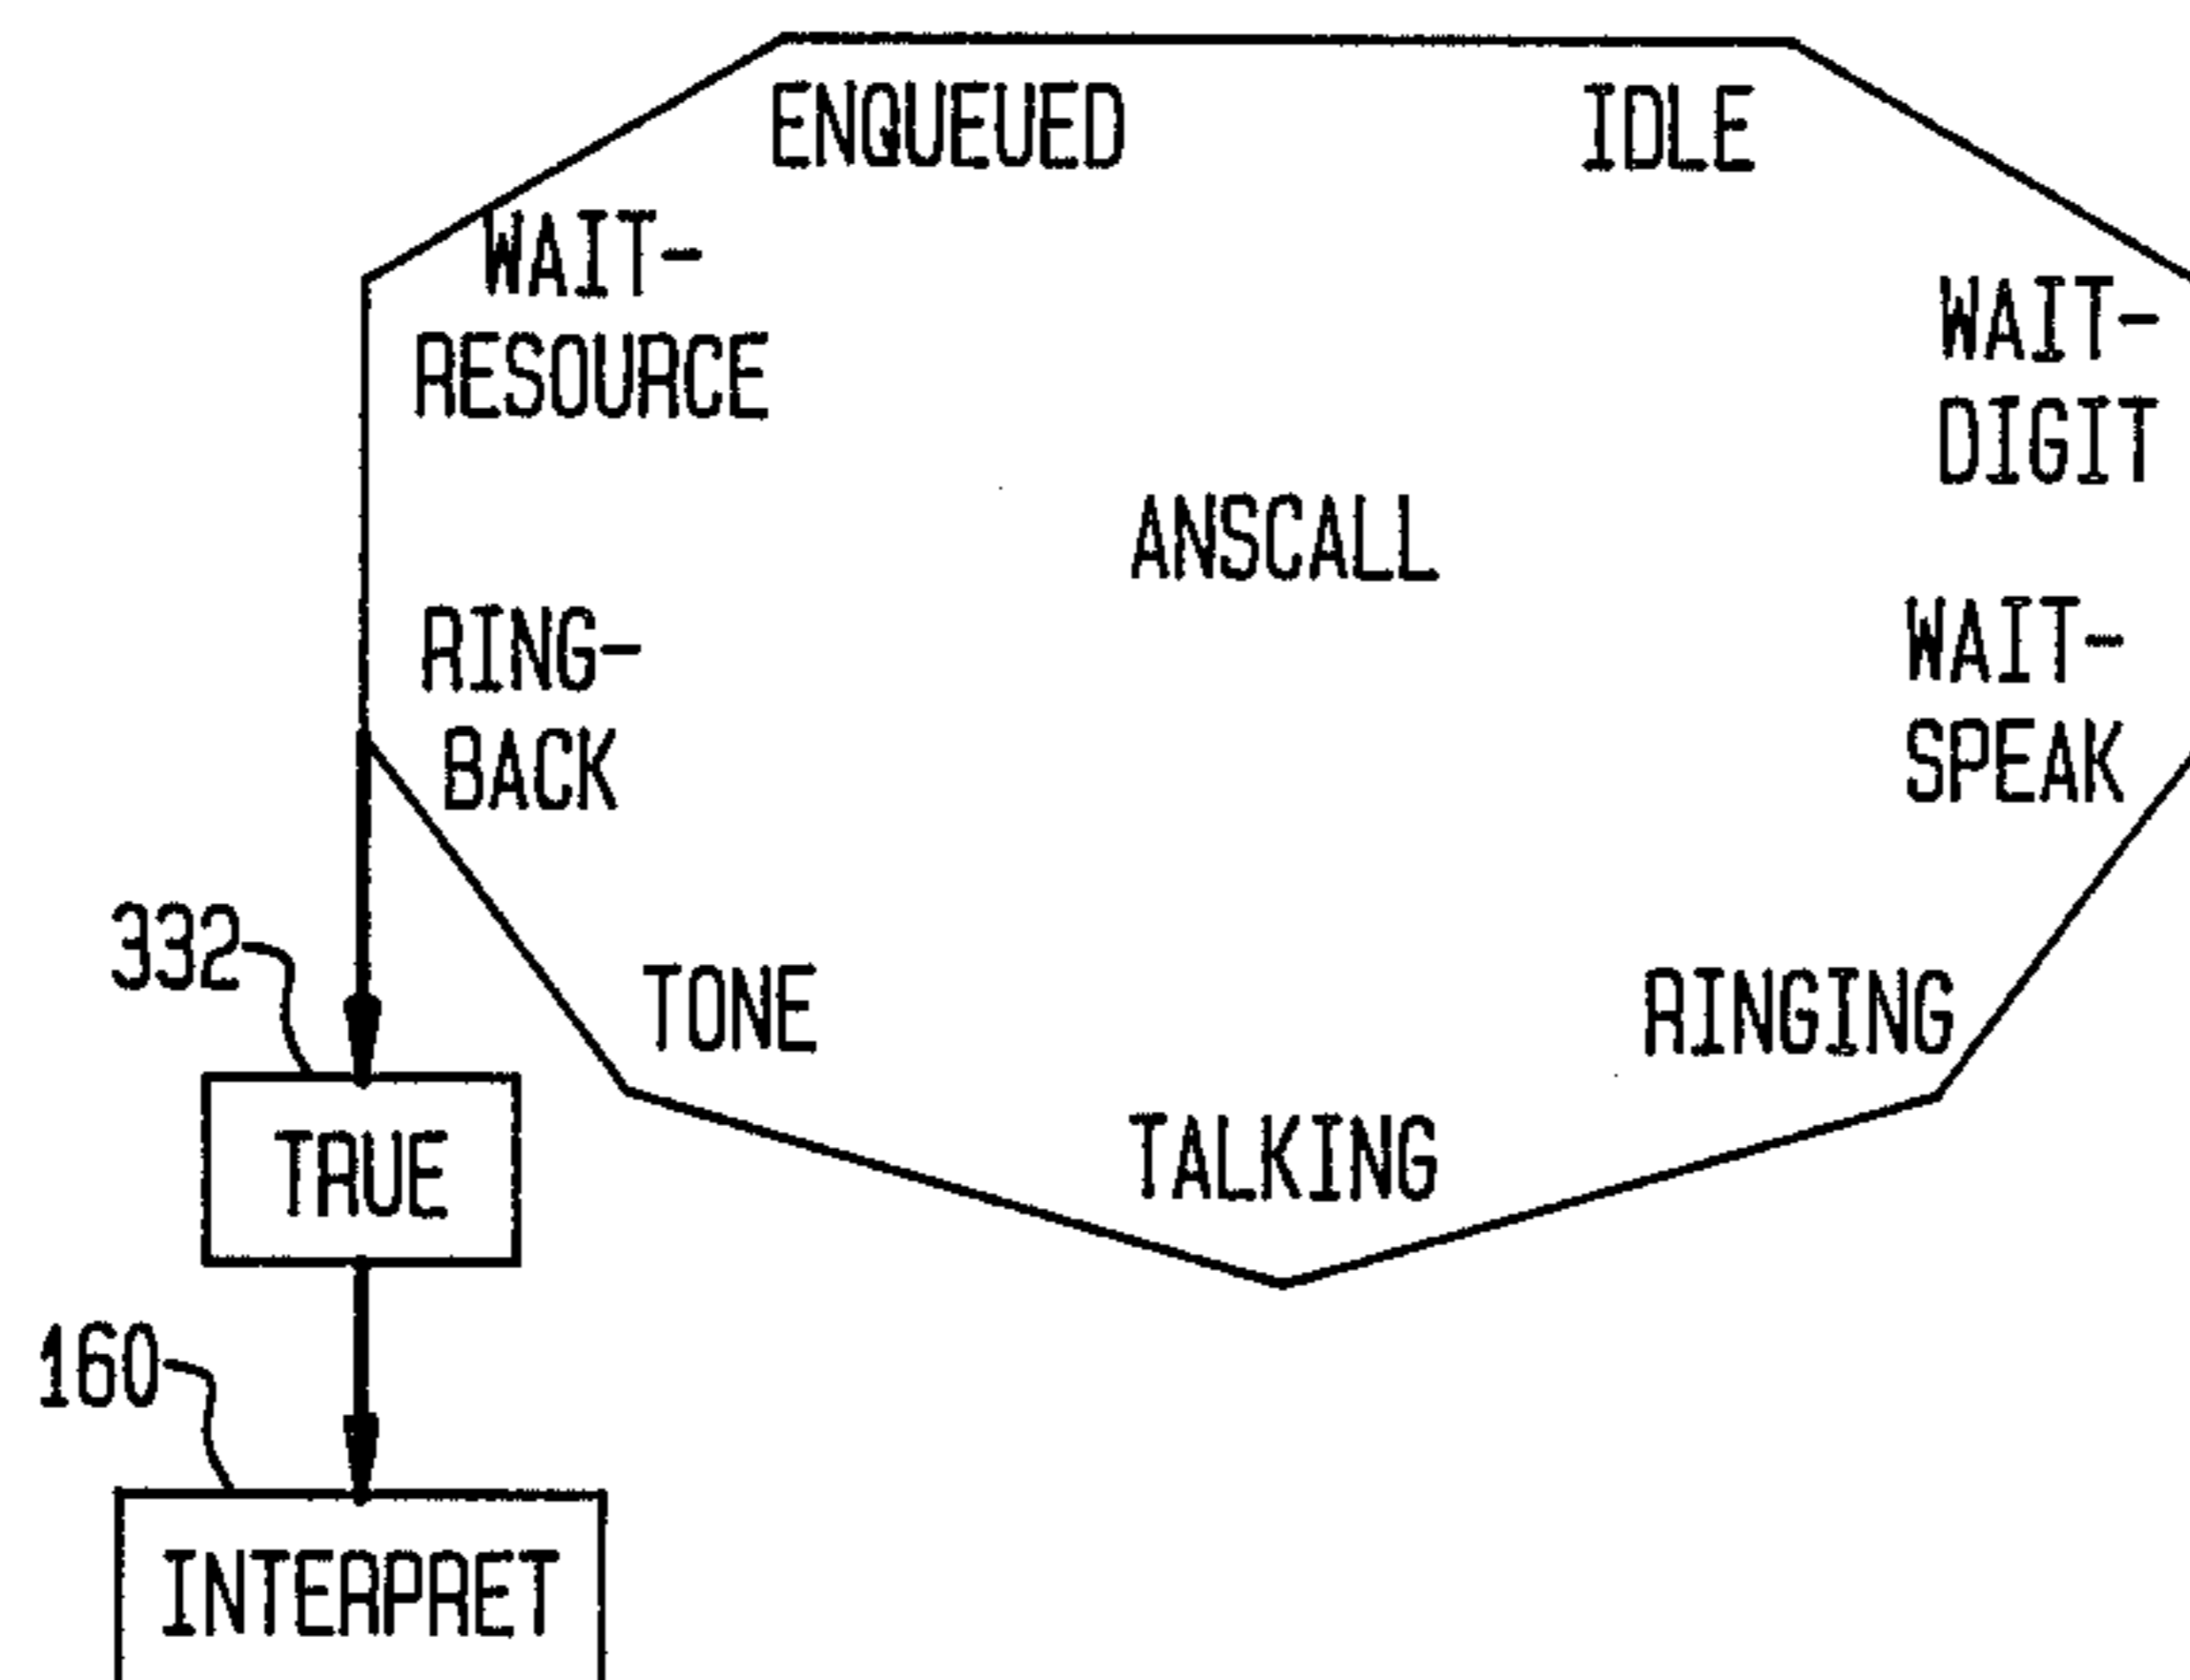 ENQUEUED
IDLE
WAIT-
RESOURCE
WAIT-
DIGIT
ANSCALL
RING-
BACK
WAIT-
SPEAK
332
TONE
RINGING
TALKING
TRUE
160
INTERPRET